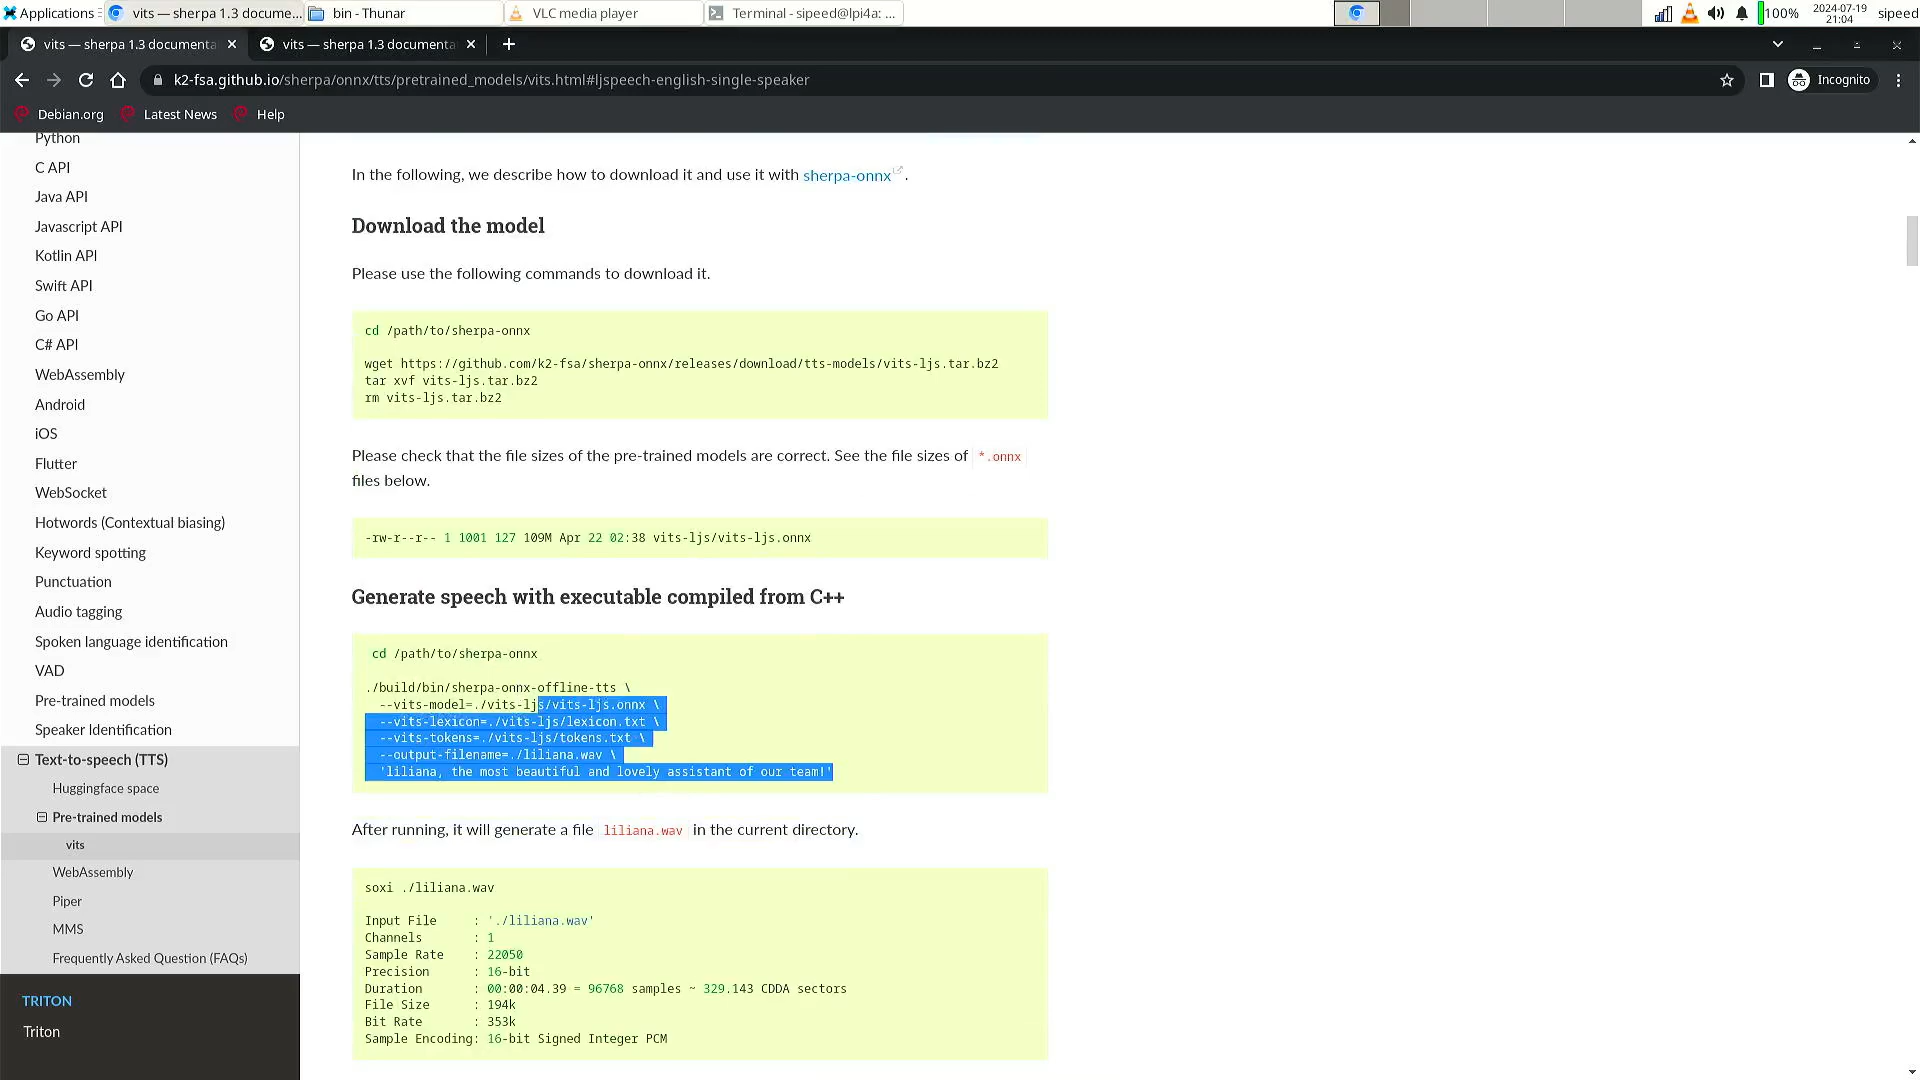 Applications
vits — sherpa 1.3 docume...
bin - Thunar
VLC media player
Terminal - sipeed@lpi4a: ...
100%
2024-07-19
21:04
sipeed
vits — sherpa 1.3 documenta
vits — sherpa 1.3 documenta
k2-fsa.github.io/sherpa/onnx/tts/pretrained_models/vits.html#ljspeech-english-single-speaker
Incognito
Debian.org
Latest News
Help
Python
C API
Java API
Javascript API
Kotlin API
Swift API
Go API
C# API
WebAssembly
Android
iOS
Flutter
WebSocket
Hotwords (Contextual biasing)
Keyword spotting
Punctuation
Audio tagging
Spoken language identification
VAD
Pre-trained models
Speaker Identification
Text-to-speech (TTS)
Huggingface space
Pre-trained models
vits
WebAssembly
Piper
MMS
Frequently Asked Question (FAQs)
TRITON
Triton
In the following, we describe how to download it and use it with sherpa-onnx.
Download the model
Please use the following commands to download it.
cd /path/to/sherpa-onnx
wget https://github.com/k2-fsa/sherpa-onnx/releases/download/tts-models/vits-ljs.tar.bz2
tar xvf vits-ljs.tar.bz2
rm vits-ljs.tar.bz2
Please check that the file sizes of the pre-trained models are correct. See the file sizes of *.onnx
files below.
-rw-r--r-- 1 1001 127 109M Apr 22 02:38 vits-ljs/vits-ljs.onnx
Generate speech with executable compiled from C++
cd /path/to/sherpa-onnx
./build/bin/sherpa-onnx-offline-tts \
--vits-model=./vits-ljs/vits-ljs.onnx \
--vits-lexicon=./vits-ljs/lexicon.txt \
--vits-tokens=./vits-ljs/tokens.txt \
--output-filename=./liliana.wav \
'liliana, the most beautiful and lovely assistant of our team!'
After running, it will generate a file liliana.wav in the current directory.
soxi ./liliana.wav
Input File : './liliana.wav'
Channels : 1
Sample Rate : 22050
Precision : 16-bit
Duration : 00:00:04.39 = 96768 samples ~ 329.143 CDDA sectors
File Size : 194k
Bit Rate : 353k
Sample Encoding: 16-bit Signed Integer PCM